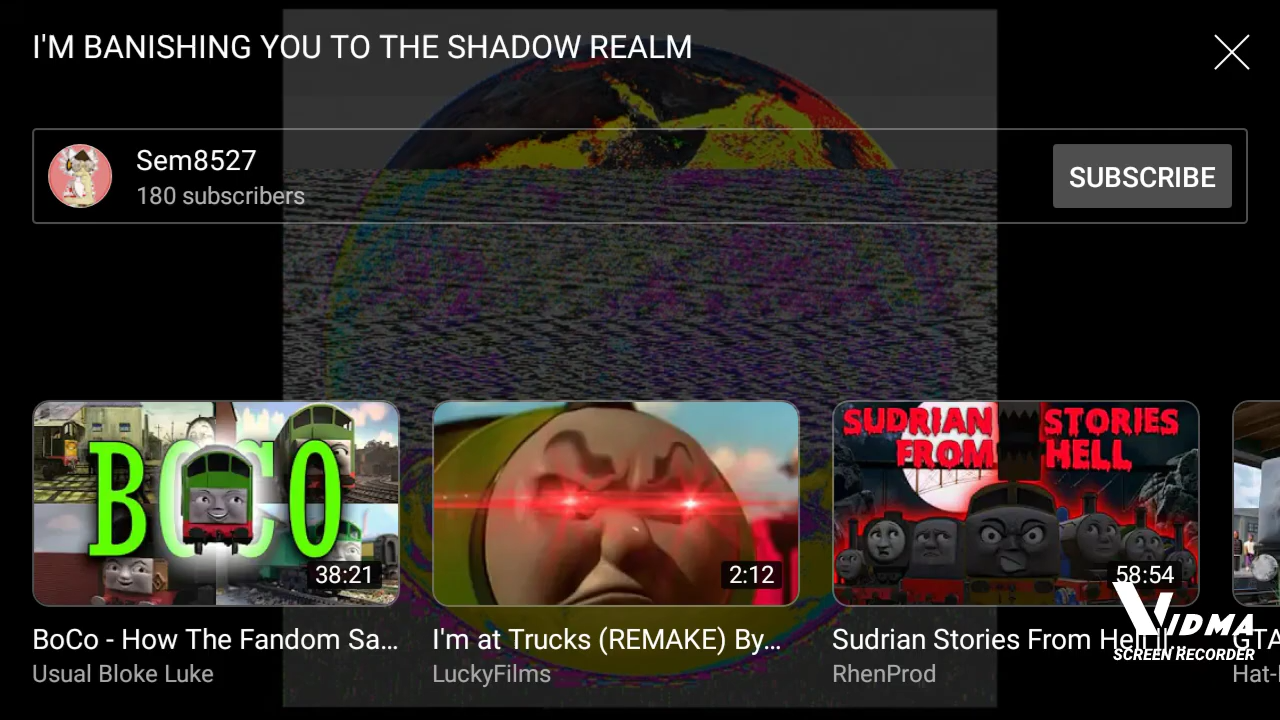 I'M BANISHING YOU TO THE SHADOW REALM
Sem8527
180 subscribers
SUBSCRIBE
BOCO
38:21
2:12
SUDRIAN STORIES
FROM HELL
58:54
BoCo - How The Fandom Sa...
Usual Bloke Luke
I'm at Trucks (REMAKE) By...
LuckyFilms
Sudrian Stories From Hell
RhenProd
GTA
Hat-
VIDMA
SCREEN RECORDER